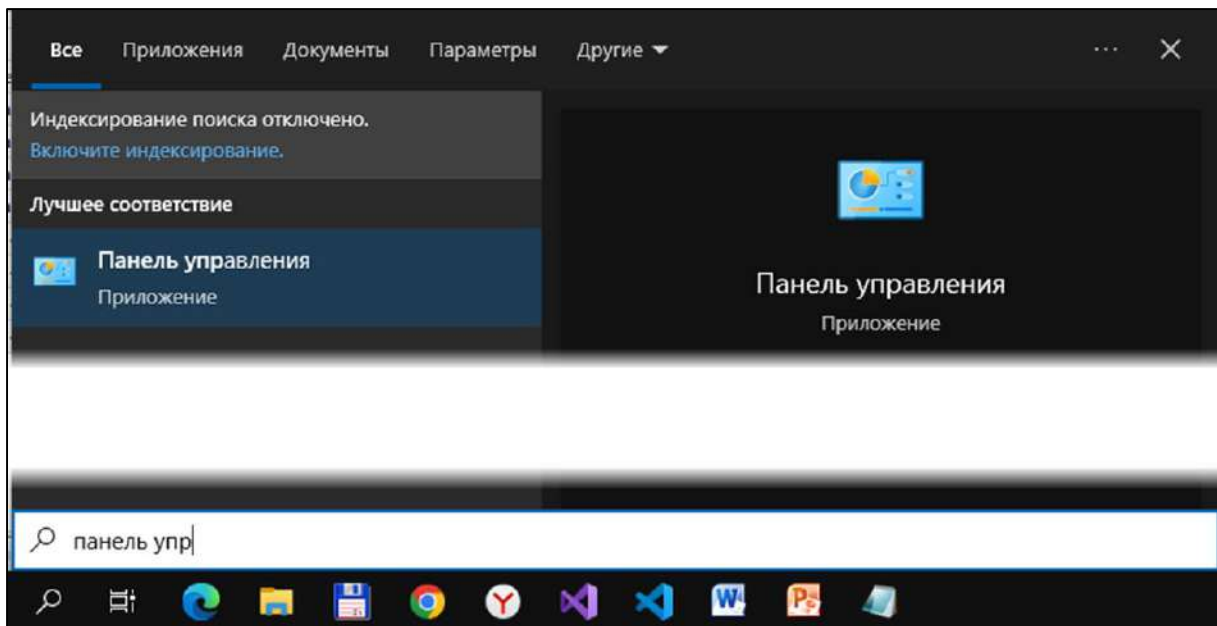 Все Приложения Документы Параметры Другие
Индексирование поиска отключено.
Включите индексирование.
Лучшее соответствие
Панель управления
Приложение
Панель управления
Приложение
панель упр